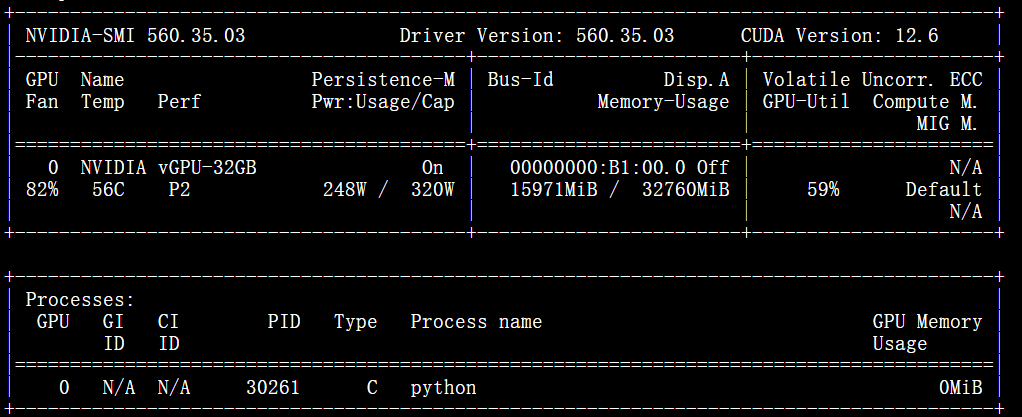 NVIDIA-SMI 560.35.03 Driver Version: 560.35.03 CUDA Version: 12.6
GPU Name Persistence-M | Bus-Id Disp.A | Volatile Uncorr. ECC
Fan Temp Perf Pwr:Usage/Cap | Memory-Usage | GPU-Util Compute M.
MIG M.
0 NVIDIA vGPU-32GB On | 00000000:B1:00.0 Off | N/A
82% 56C P2 248W / 320W | 15971MiB / 32760MiB | 59% Default
N/A
Processes:
GPU GI CI PID Type Process name GPU Memory
ID ID Usage
0 N/A N/A 30261 C python 0MiB